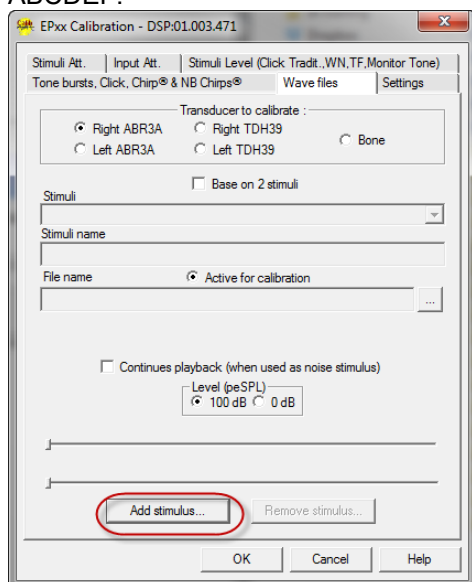 EPxx Calibration - DSP:01.003.471
Stimuli Att. Input Att. Stimuli Level (Click Tradit.,WN,TF,Monitor Tone)
Tone bursts, Click, Chirp® & NB Chirps® Wave files Settings
Transducer to calibrate :
Right ABR3A Right TDH39
Bone
Left ABR3A Left TDH39
Base on 2 stimuli
Stimuli
Stimuli name
File name Active for calibration
...
Continues playback (when used as noise stimulus)
Level (peSPL)
100 dB 0 dB
Add stimulus... Remove stimulus...
OK Cancel Help